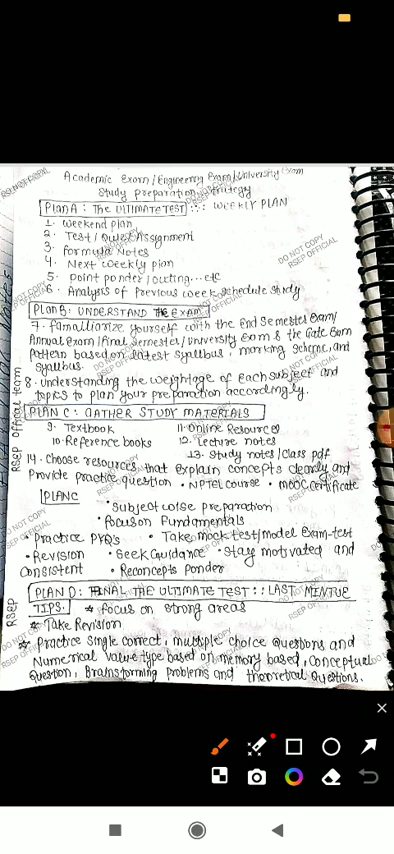 Academic Exam/Engineering Exam/University Exam
Study Preparation Strategy
PLAN A: THE ULTIMATE TEST ::: WEEKLY PLAN
1. Weekend plan
2. Test/Quiz/Assignment
3. Formula Notes
4. Next weekly plan
5. Point ponder/outing...etc
6. Analysis of Previous week schedule study
PLAN B: UNDERSTAND THE EXAM
7. Familiarize yourself with the End Semester Exam/
Annual Exam/Final Semester/University Exam & the Gate Exam
pattern based on latest syllabus, marking scheme, and
syllabus.
8. Understanding the weightage of each subject and
topics to plan your preparation accordingly.
PLAN C: GATHER STUDY MATERIALS
9. Textbook 11. Online Resources
10. Reference books 12. Lecture notes
13. Study notes/class pdf
14. Choose resources that explain concepts clearly and
Provide practice question • NPTEL course • MOOC certificate
PLAN C
• Subject wise preparation
• Focus on Fundamentals
• Practice PYQs • Take mock test/model Exam-test
• Revision • Seek Guidance • Stay motivated and
consistent • Reconcepts Ponder
PLAN D: FINAL THE ULTIMATE TEST :: LAST MINTUE
TIPS. * Focus on strong areas
* Take Revision
* Practice single correct, multiple choice Questions and
Numerical value type based on memory based, conceptual
Question, Brainstorming problems and theoretical Questions.
RSEP Official team
RSEP
DO NOT COPY
RSEP OFFICIAL